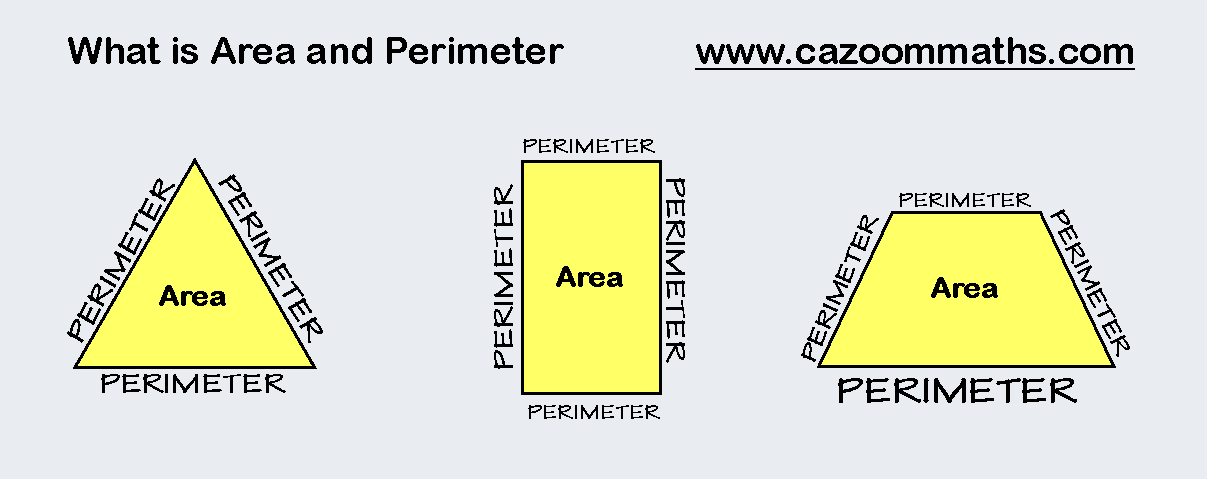 What is Area and Perimeter
www.cazoommaths.com
PERIMETER
PERIMETER
Area
PERIMETER
PERIMETER
PERIMETER
PERIMETER
Area
PERIMETER
PERIMETER
PERIMETER
PERIMETER
Area
PERIMETER